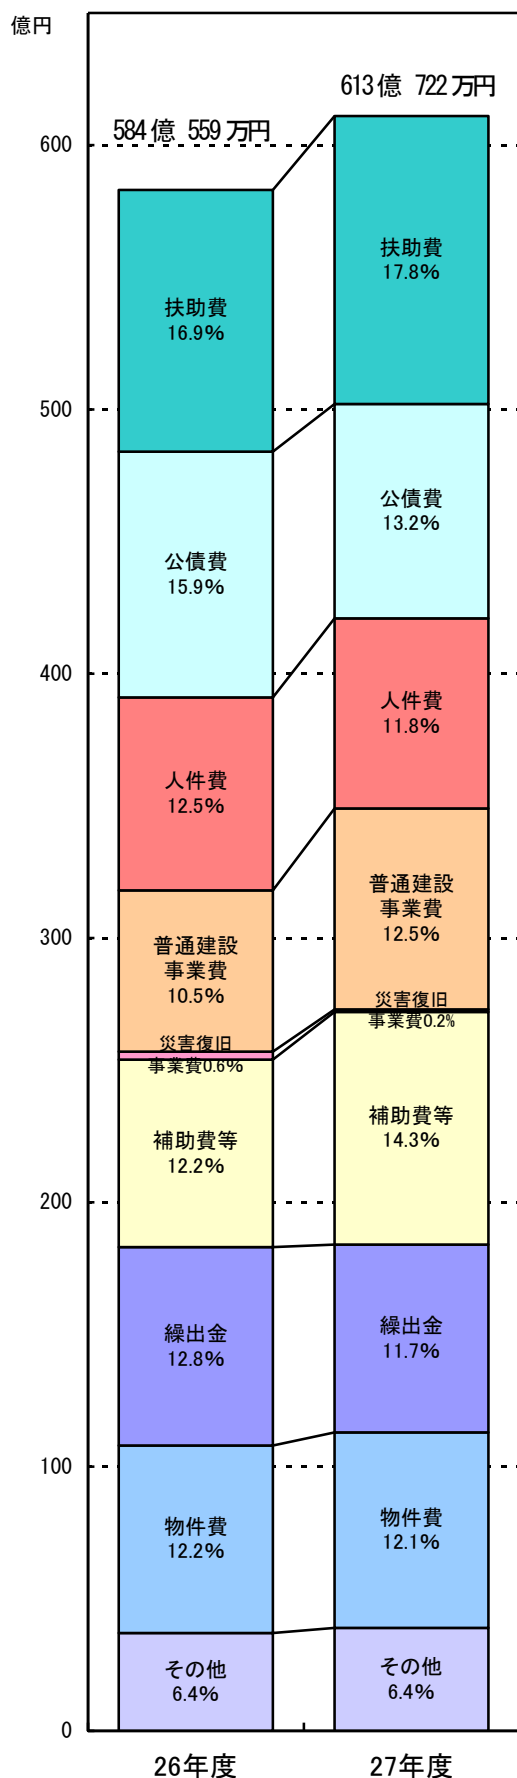 億円
613億 722万円
584億 559万円
600
扶助費
17.8%
扶助費
16.9%
500
公債費
13.2%
公債費
15.9%
400
人件費
11.8%
人件費
12.5%
普通建設
事業費
12.5%
300
普通建設
事業費
10.5%
災害復旧
事業費0.2%
災害復旧
事業費0.6%
補助費等
14.3%
補助費等
12.2%
200
繰出金
11.7%
繰出金
12.8%
100
物件費
12.1%
物件費
12.2%
その他
6.4%
その他
6.4%
0
26年度
27年度